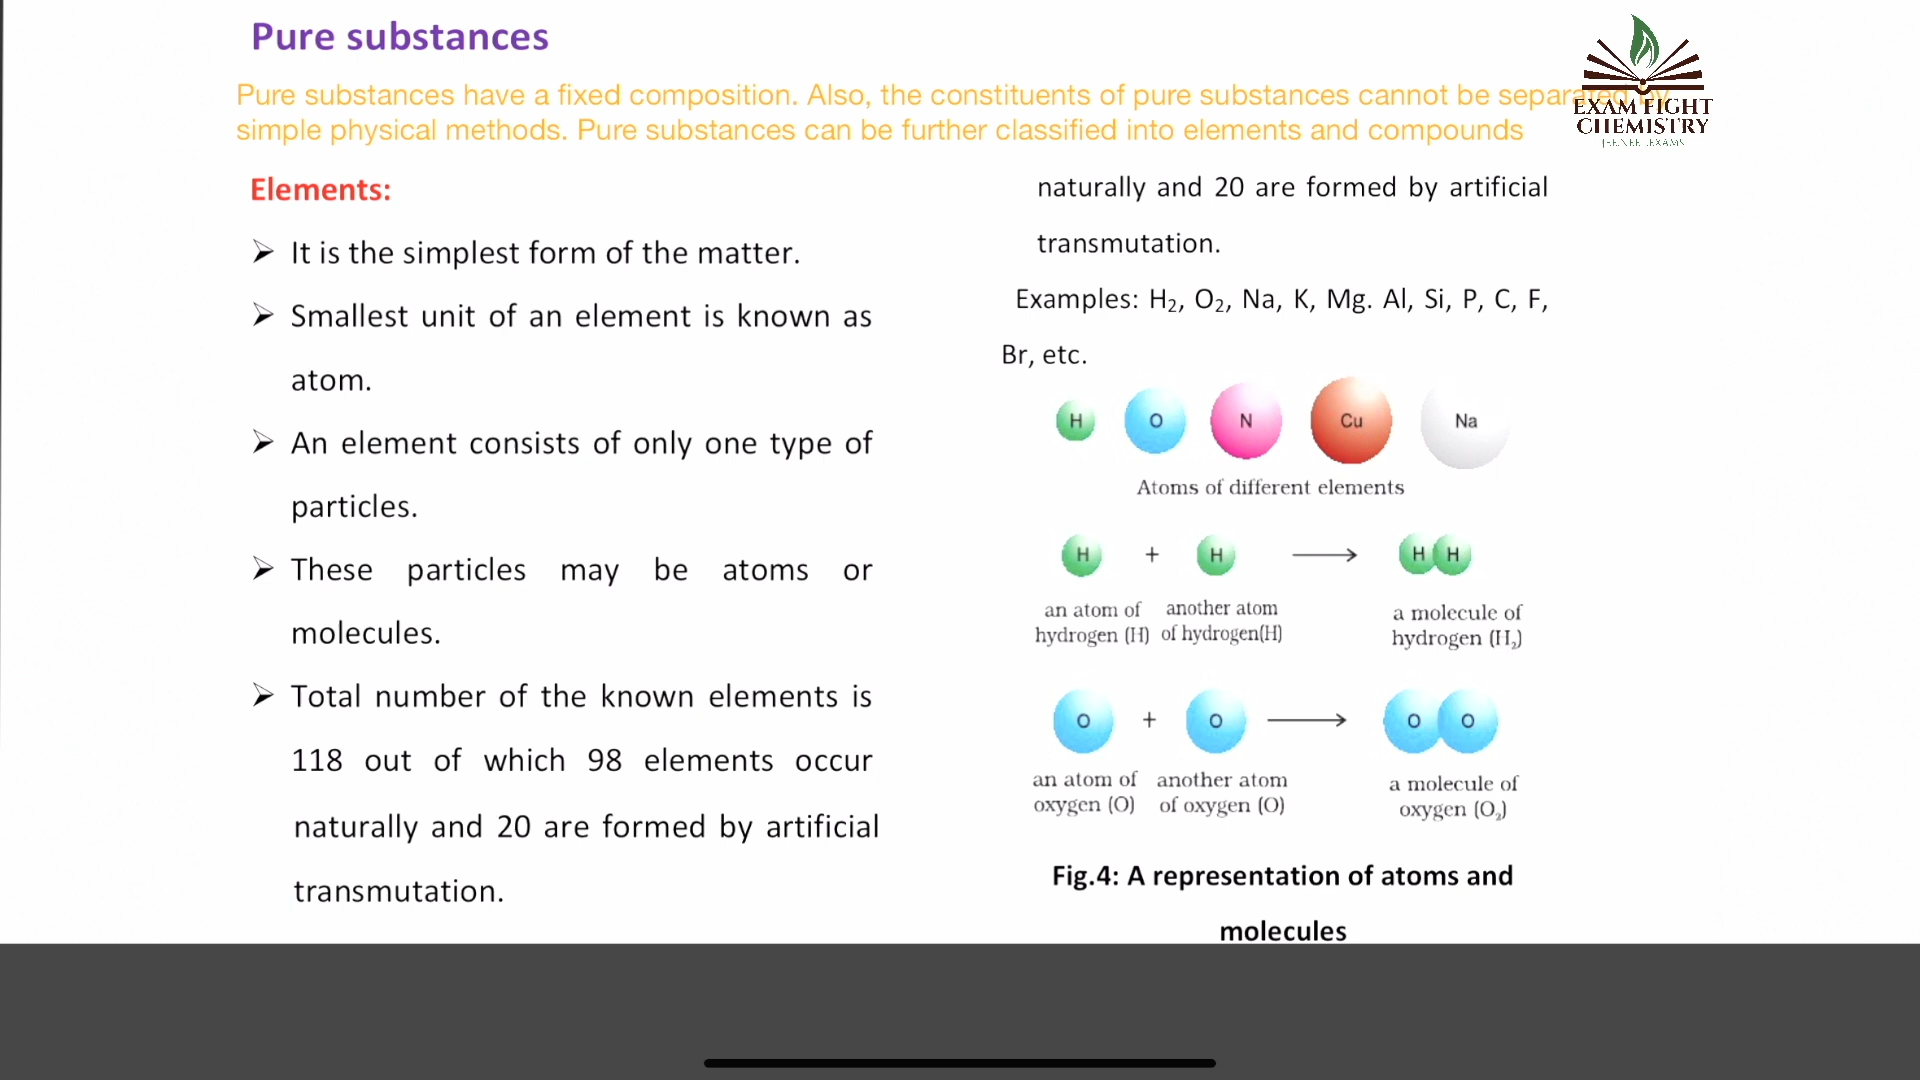 Pure substances
Pure substances have a fixed composition. Also, the constituents of pure substances cannot be separated by
simple physical methods. Pure substances can be further classified into elements and compounds
EXAM FIGHT
CHEMISTRY
Elements:
➢ It is the simplest form of the matter.
➢ Smallest unit of an element is known as
atom.
➢ An element consists of only one type of
particles.
➢ These particles may be atoms or
molecules.
➢ Total number of the known elements is
118 out of which 98 elements occur
naturally and 20 are formed by artificial
transmutation.
naturally and 20 are formed by artificial
transmutation.
Examples: H₂, O₂, Na, K, Mg. Al, Si, P, C, F,
Br, etc.
H O N Cu Na
Atoms of different elements
H + H ⟶ H H
an atom of another atom a molecule of
hydrogen (H) of hydrogen(H) hydrogen (H₂)
O + O ⟶ O O
an atom of another atom a molecule of
oxygen (O) of oxygen (O) oxygen (O₂)
Fig.4: A representation of atoms and
molecules